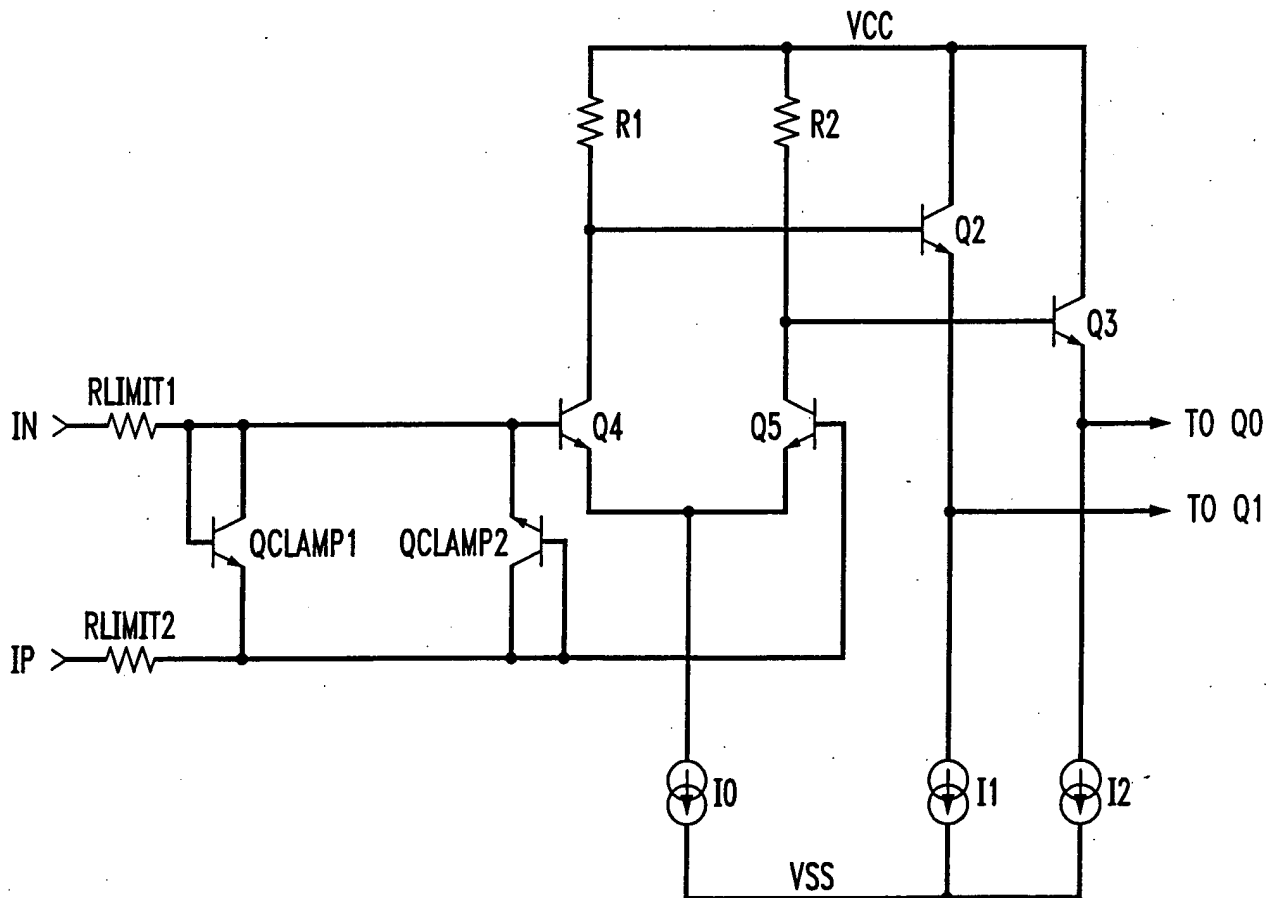 VCC
R1
R2
Q2
Q3
RLIMIT1
IN
Q4
Q5
TO Q0
TO Q1
QCLAMP1
QCLAMP2
RLIMIT2
IP
I0
I1
I2
VSS